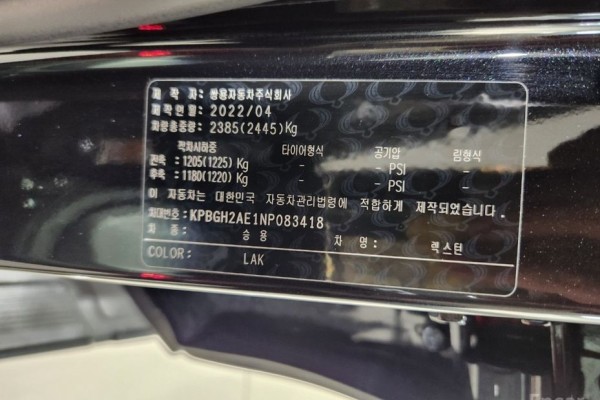 제 작 자: 쌍용자동차주식회사
제작연월: 2022/04
차량총중량: 2385(2445)Kg
적차시하중 타이어형식 공기압 림형식
전축: 1205(1225) Kg - - PSI -
후축: 1180(1220) Kg - - PSI -
이 자동차는 대한민국 자동차관리법령에 적합하게 제작되었습니다.
차대번호: KPBGH2AE1NP083418
차 종: 승용 차 명: 렉스턴
COLOR: LAK